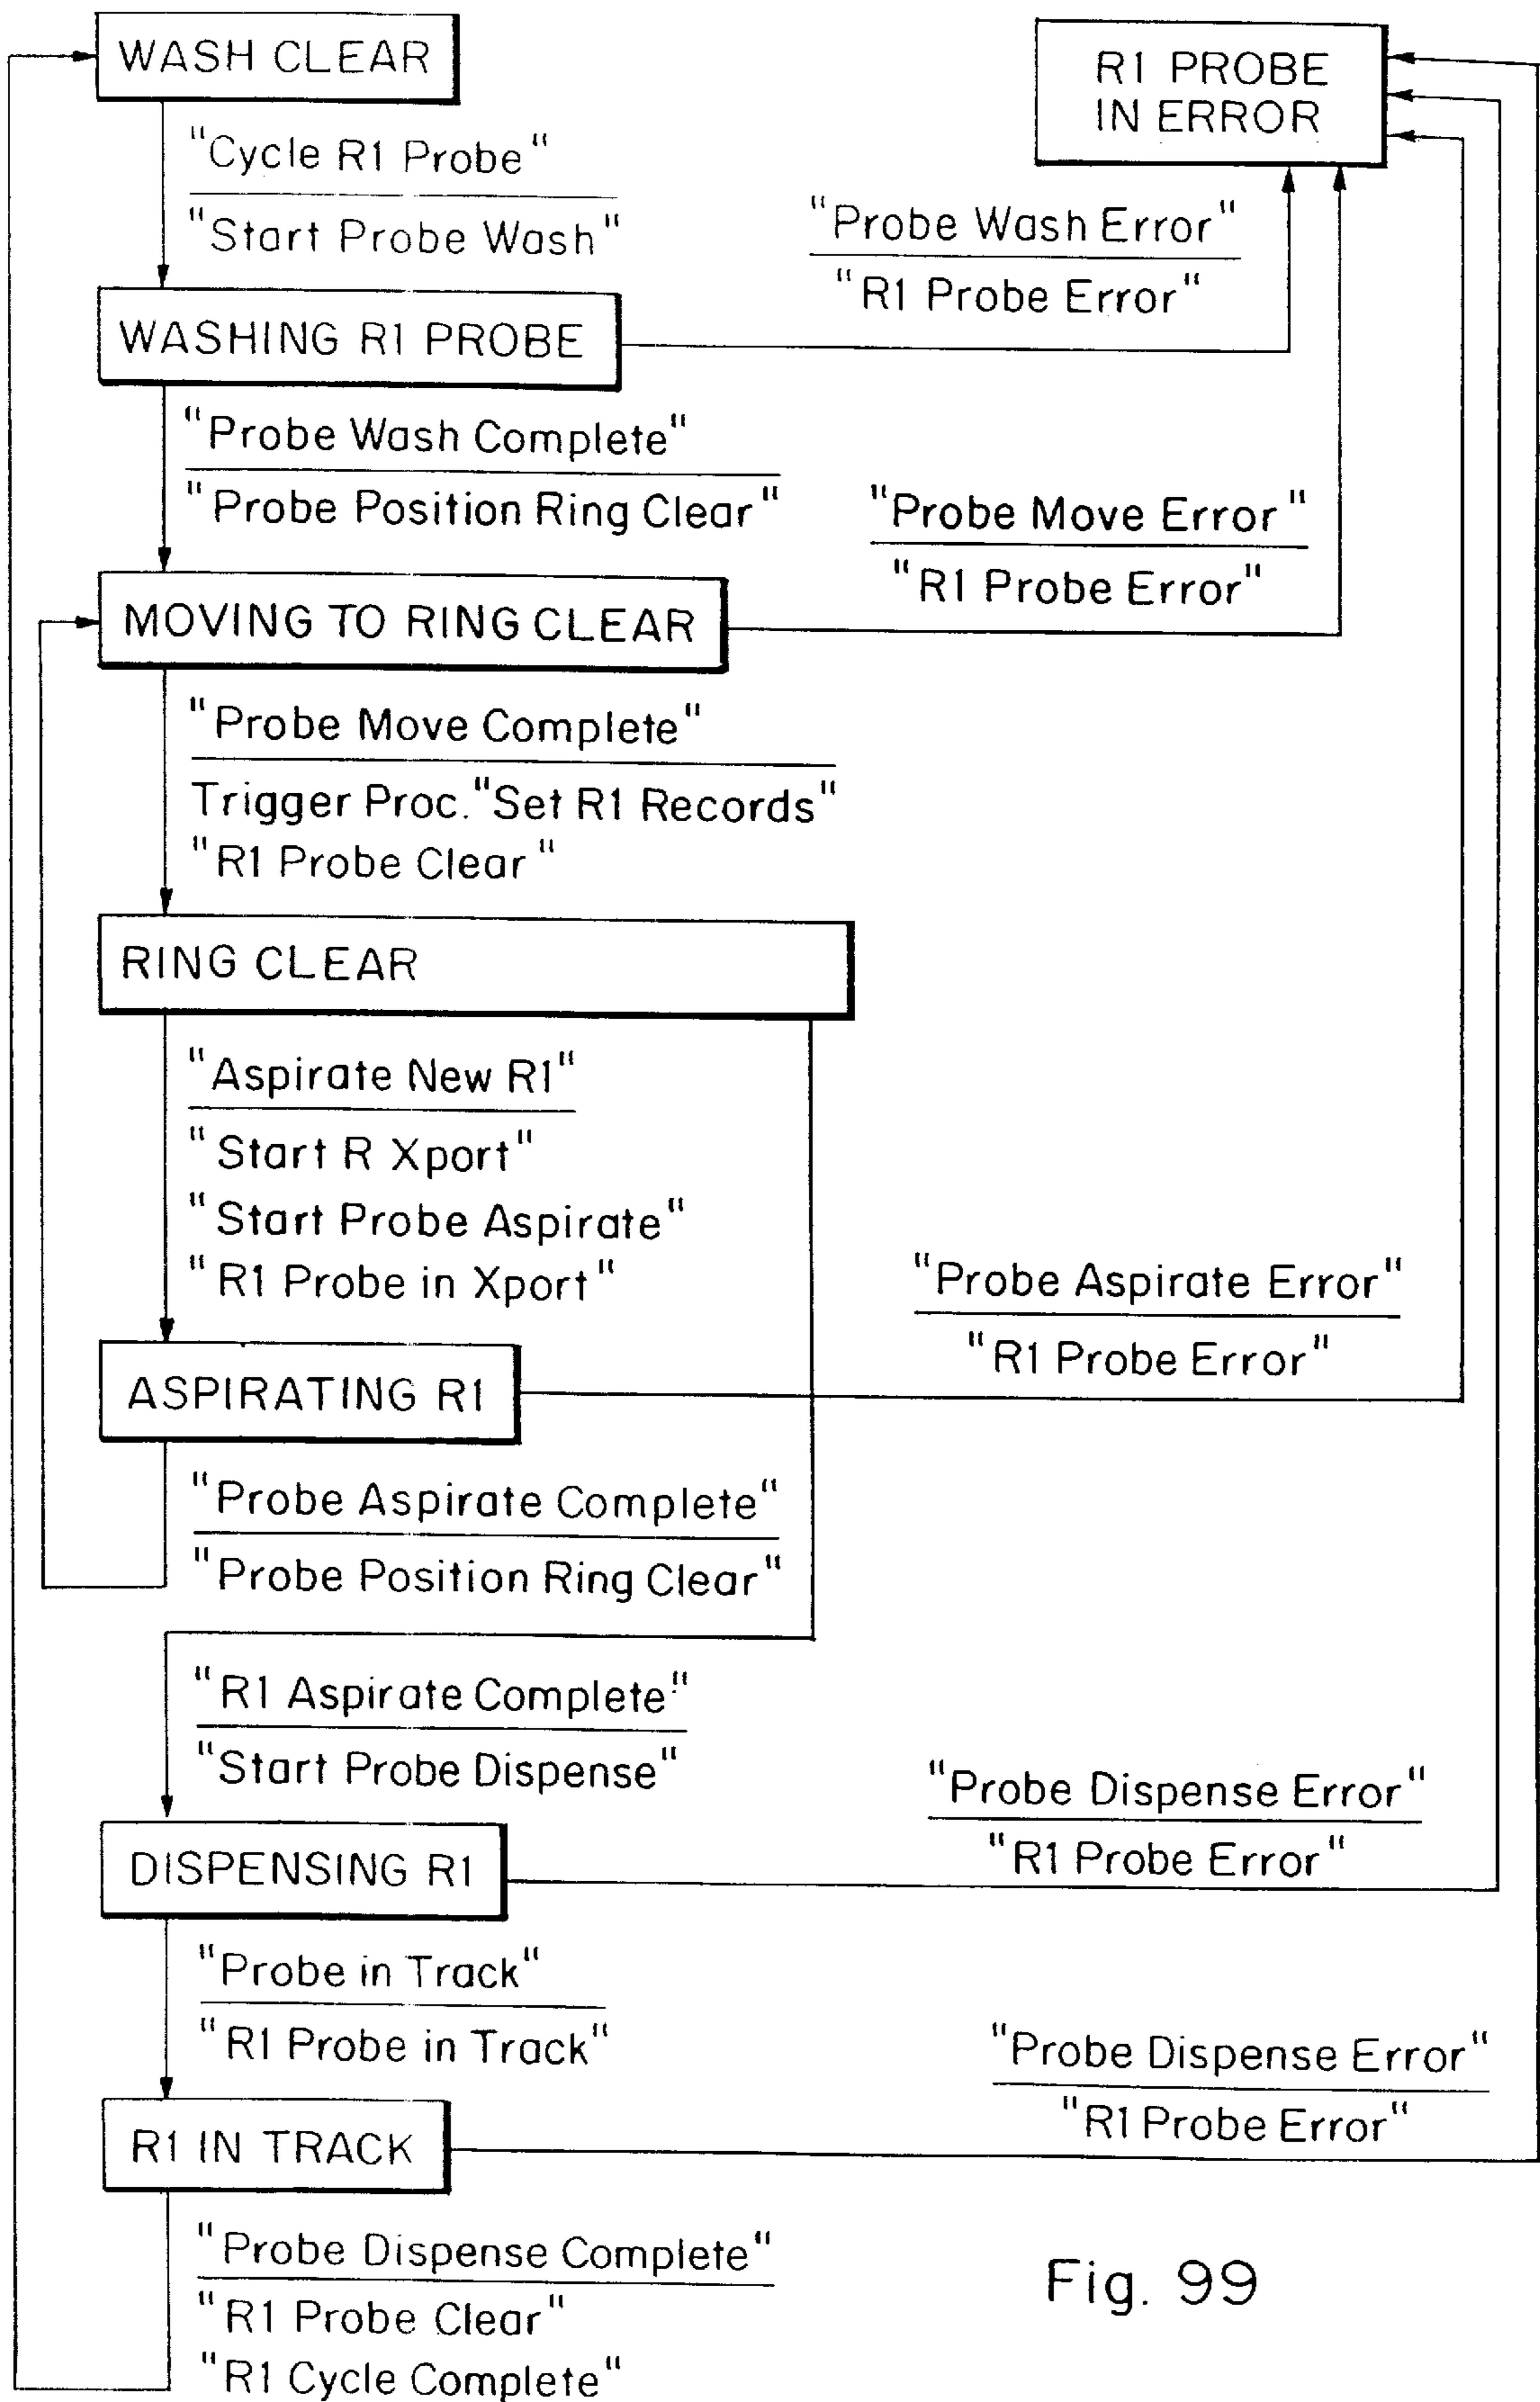 WASH CLEAR
R1 PROBE
IN ERROR
"Cycle R1 Probe"
"Start Probe Wash"
"Probe Wash Error"
"R1 Probe Error"
WASHING R1 PROBE
"Probe Wash Complete"
"Probe Position Ring Clear"
"Probe Move Error"
"R1 Probe Error"
MOVING TO RING CLEAR
"Probe Move Complete"
Trigger Proc. "Set R1 Records"
"R1 Probe Clear"
RING CLEAR
"Aspirate New R1"
"Start R Xport"
"Start Probe Aspirate"
"R1 Probe in Xport"
"Probe Aspirate Error"
"R1 Probe Error"
ASPIRATING R1
"Probe Aspirate Complete"
"Probe Position Ring Clear"
"R1 Aspirate Complete"
"Start Probe Dispense"
"Probe Dispense Error"
"R1 Probe Error"
DISPENSING R1
"Probe in Track"
"R1 Probe in Track"
"Probe Dispense Error"
"R1 Probe Error"
R1 IN TRACK
"Probe Dispense Complete"
"R1 Probe Clear"
"R1 Cycle Complete"
Fig. 99